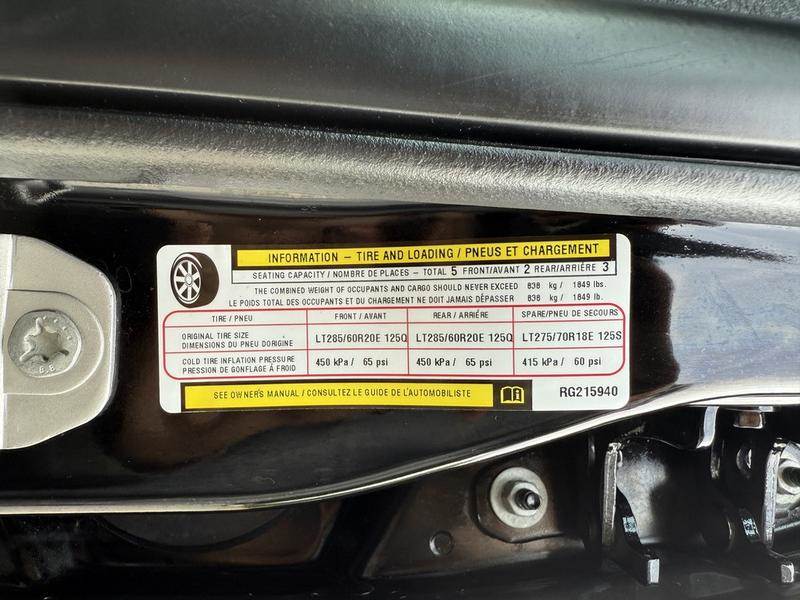 INFORMATION – TIRE AND LOADING / PNEUS ET CHARGEMENT
SEATING CAPACITY / NOMBRE DE PLACES – TOTAL 5 FRONT/AVANT 2 REAR/ARRIÈRE 3
THE COMBINED WEIGHT OF OCCUPANTS AND CARGO SHOULD NEVER EXCEED 838 kg / 1849 lbs.
LE POIDS TOTAL DES OCCUPANTS ET DU CHARGEMENT NE DOIT JAMAIS DÉPASSER 838 kg / 1849 lb.
TIRE / PNEU FRONT / AVANT REAR / ARRIÈRE SPARE/PNEU DE SECOURS
ORIGINAL TIRE SIZE
DIMENSIONS DU PNEU DORIGINE LT285/60R20E 125Q LT285/60R20E 125Q LT275/70R18E 125S
COLD TIRE INFLATION PRESSURE
PRESSION DE GONFLAGE À FROID 450 kPa / 65 psi 450 kPa / 65 psi 415 kPa / 60 psi
SEE OWNER'S MANUAL / CONSULTEZ LE GUIDE DE L'AUTOMOBILISTE
RG215940